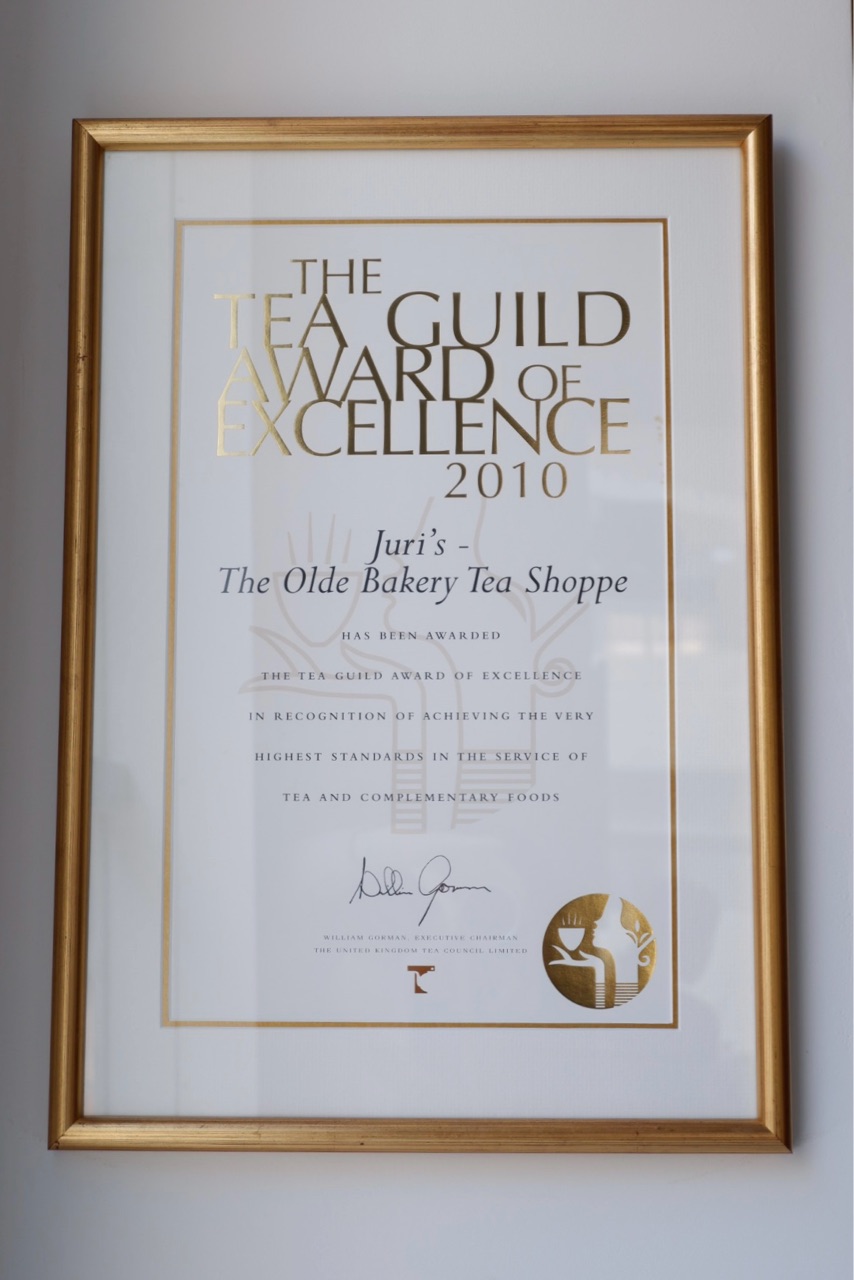 THE
TEA GUILD
AWARD OF
EXCELLENCE
2010
Juri's -
The Olde Bakery Tea Shoppe
HAS BEEN AWARDED
THE TEA GUILD AWARD OF EXCELLENCE
IN RECOGNITION OF ACHIEVING THE VERY
HIGHEST STANDARDS IN THE SERVICE OF
TEA AND COMPLEMENTARY FOODS
William Gorman
WILLIAM GORMAN, EXECUTIVE CHAIRMAN
THE UNITED KINGDOM TEA COUNCIL LIMITED